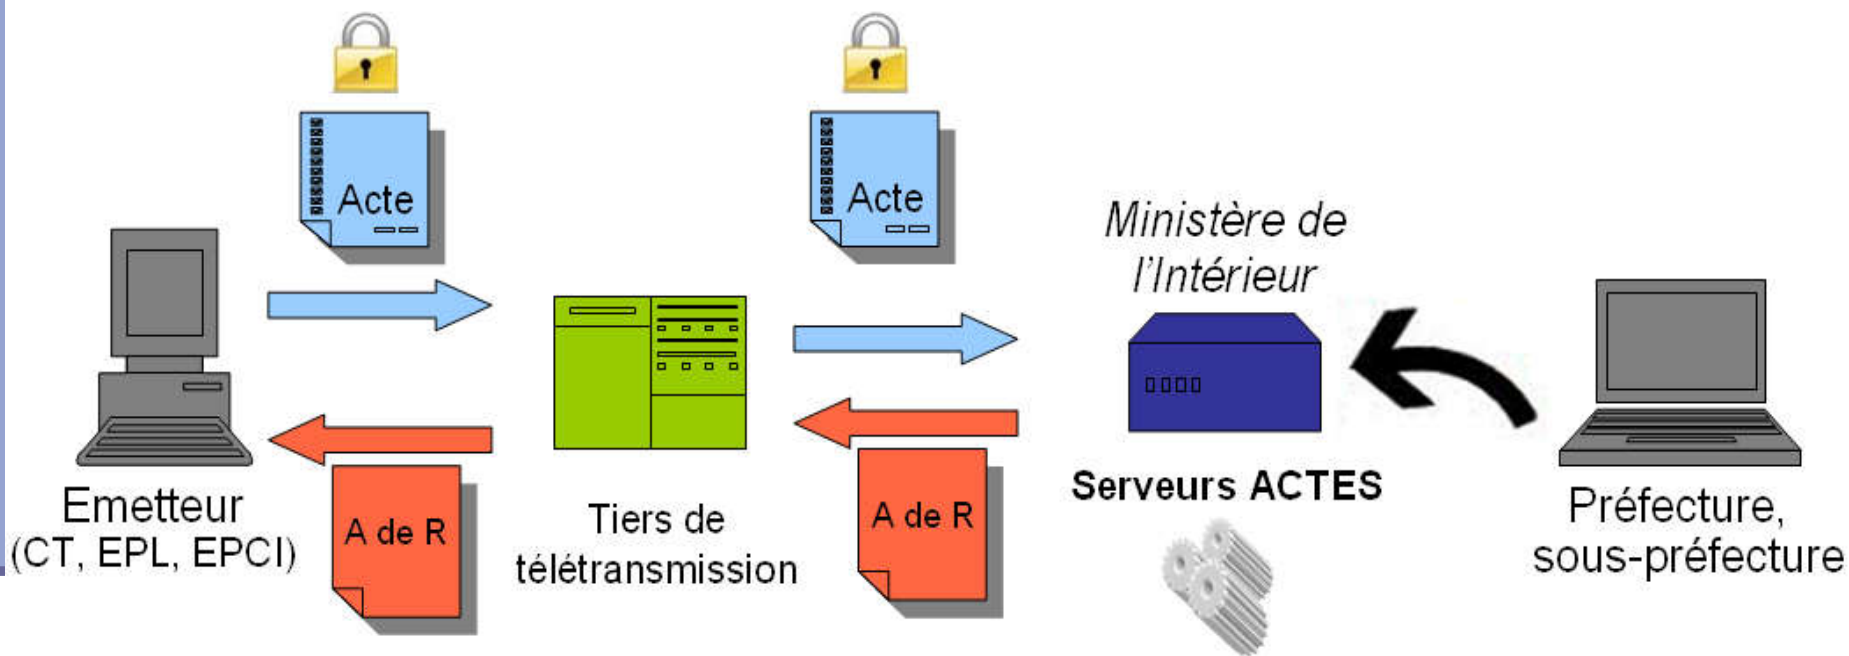 Acte
Acte
Ministère de
l'Intérieur
Emetteur
(CT, EPL, EPCI)
A de R
Tiers de
télétransmission
A de R
Serveurs ACTES
Préfecture,
sous-préfecture